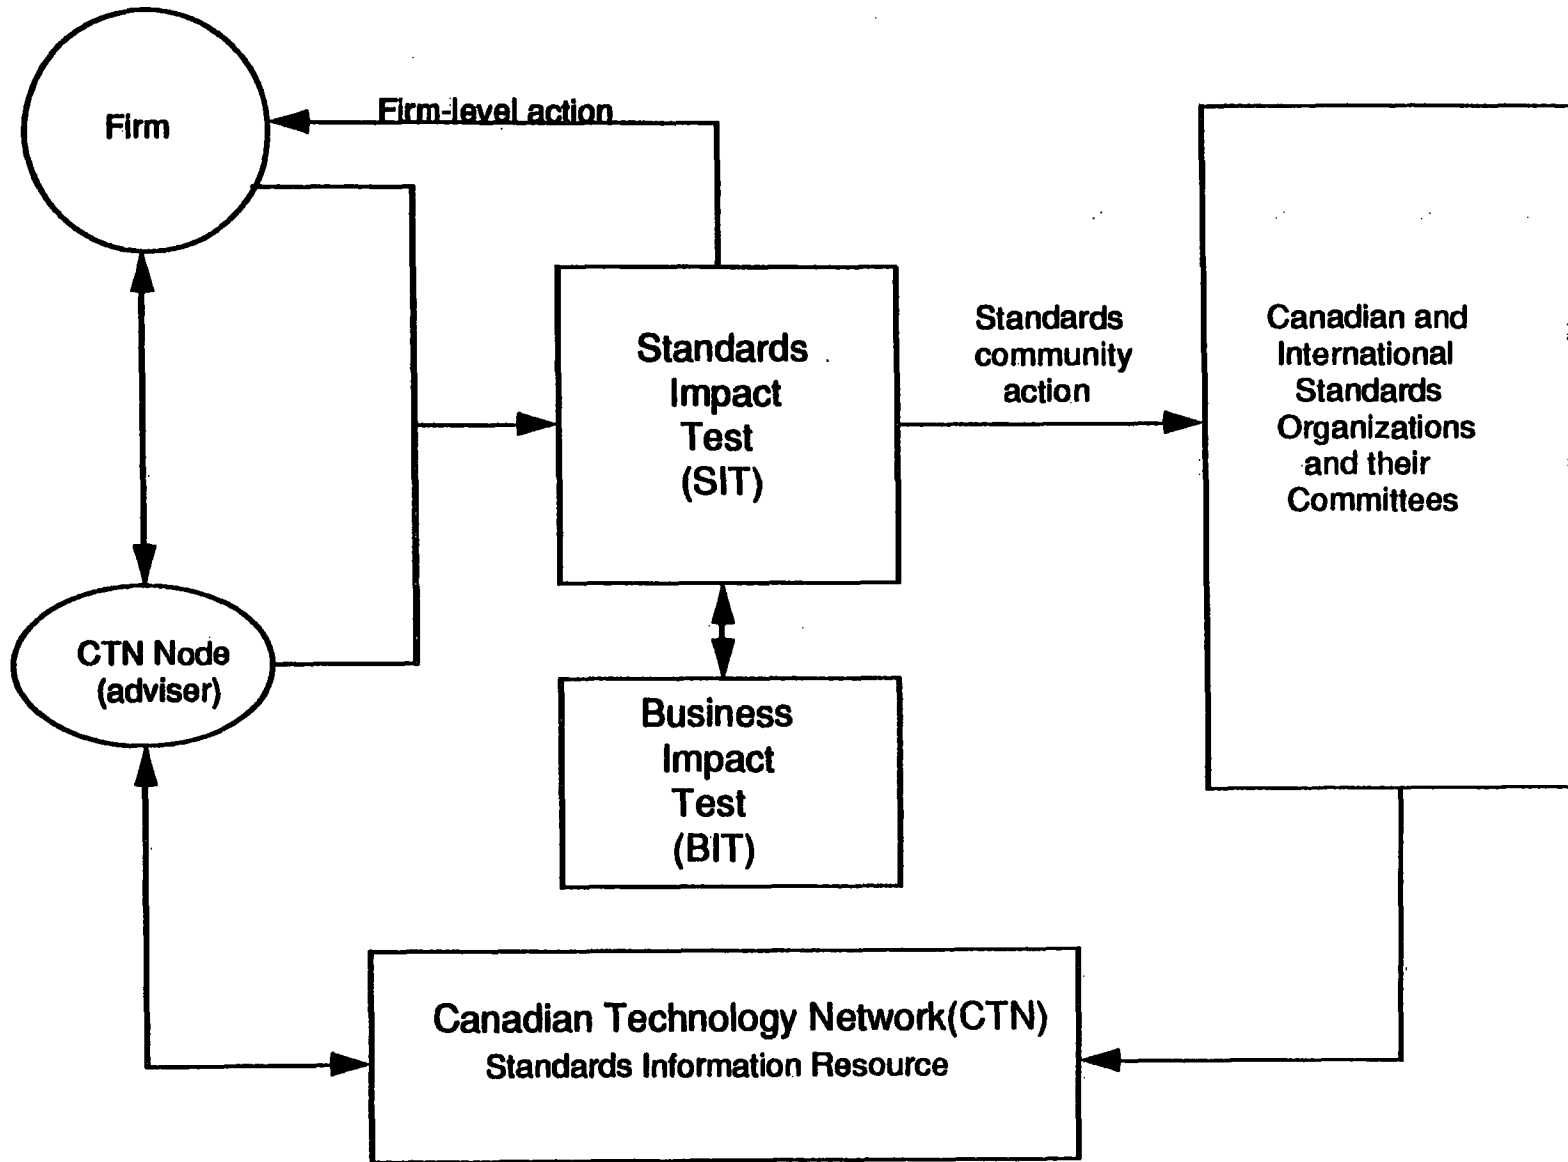 Firm
Firm-level action
Standards
Impact
Test
(SIT)
Standards
community
action
Canadian and
International
Standards
Organizations
and their
Committees
CTN Node
(adviser)
Business
Impact
Test
(BIT)
Canadian Technology Network(CTN)
Standards Information Resource